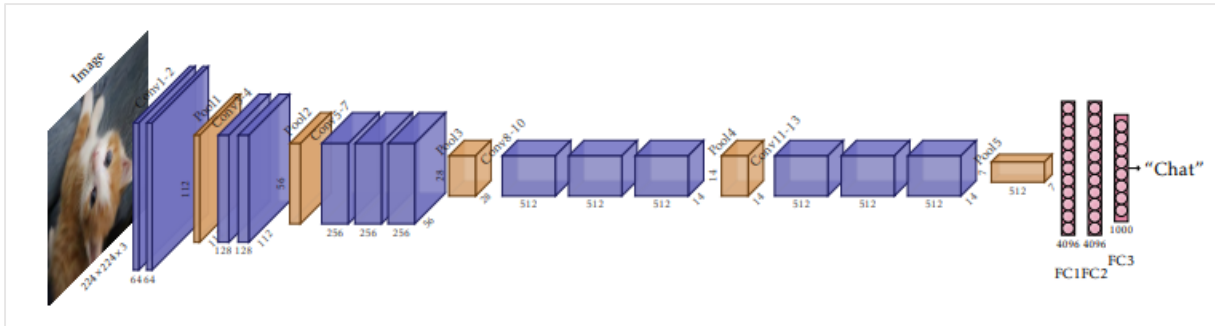 Image
224×224×3
Conv1-2
64 64
Pool1
112
Conv3-4
128 128
112
Pool2
56
Conv5-7
256 256 256
56
Pool3
28
28
Conv8-10
512 512 512
14
Pool4
14
14
Conv11-13
512 512 512
14
Pool5
7
512
7
4096 4096 1000
FC1 FC2 FC3
"Chat"